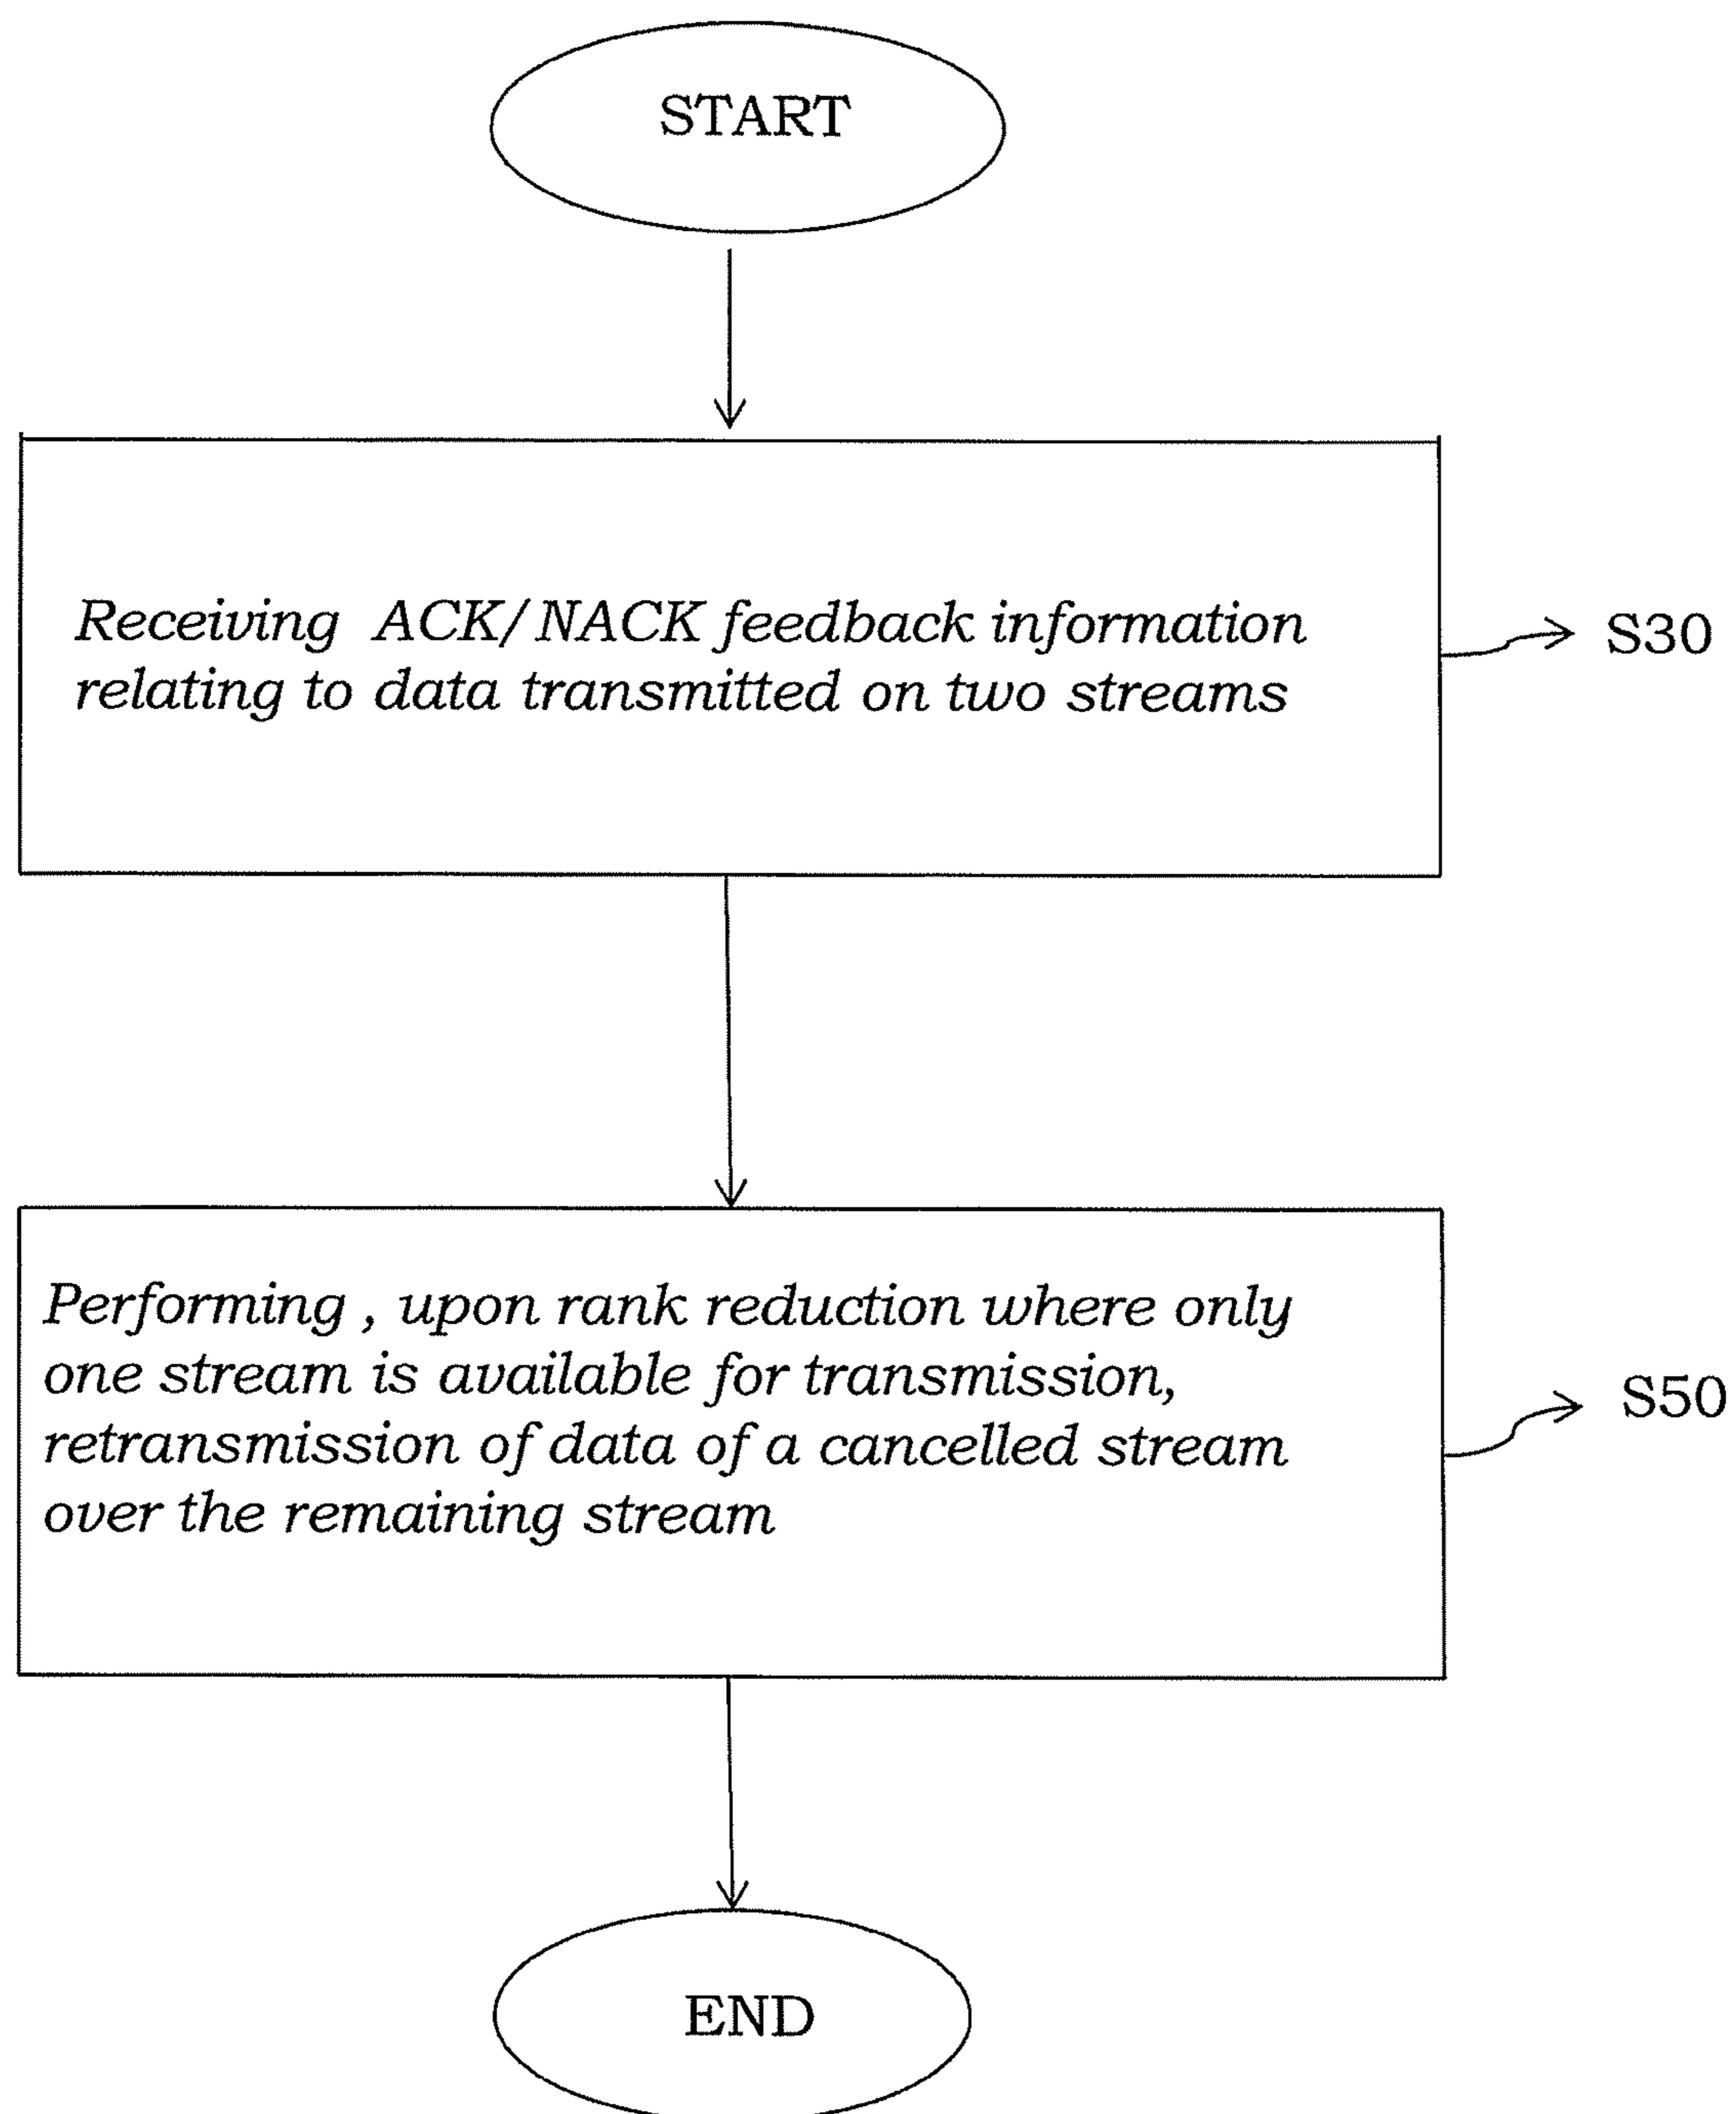 START
Receiving ACK/NACK feedback information
relating to data transmitted on two streams
S30
Performing , upon rank reduction where only
one stream is available for transmission,
retransmission of data of a cancelled stream
over the remaining stream
S50
END